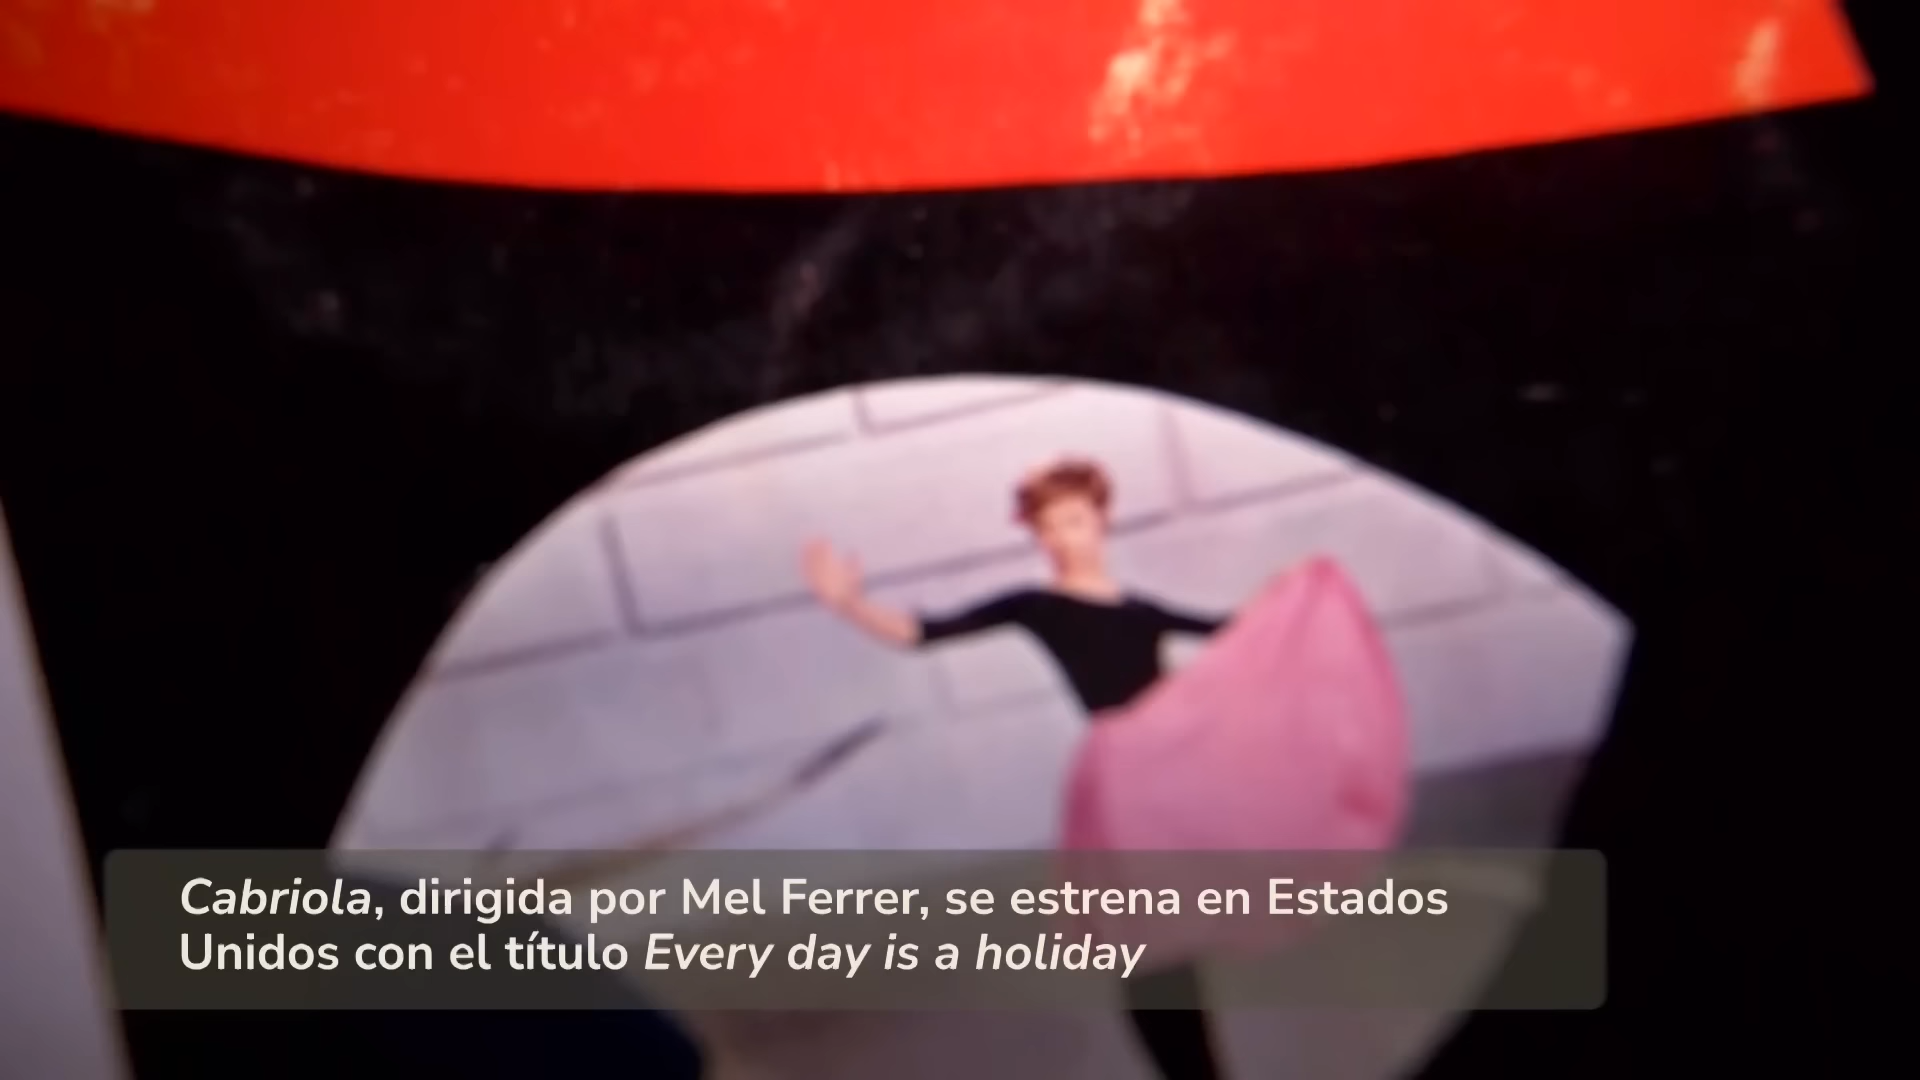 Cabriola, dirigida por Mel Ferrer, se estrena en Estados
Unidos con el título Every day is a holiday